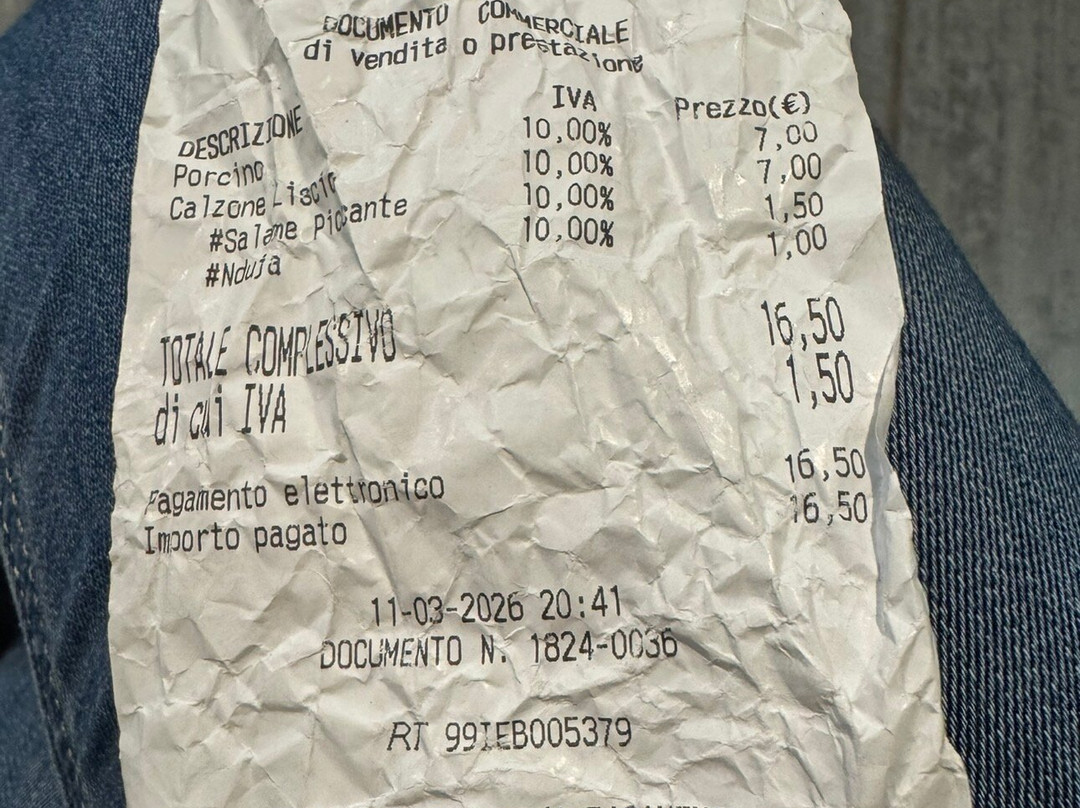 DOCUMENTO COMMERCIALE
di vendita o prestazione
DESCRIZIONE IVA Prezzo(€)
Porcino 10,00% 7,00
Calzone Liscio 10,00% 7,00
#Salame Piccante 10,00% 1,50
#Nduja 10,00% 1,00
TOTALE COMPLESSIVO 16,50
di cui IVA 1,50
Pagamento elettronico 16,50
Importo pagato 16,50
11-03-2026 20:41
DOCUMENTO N. 1824-0036
RT 99IEB005379